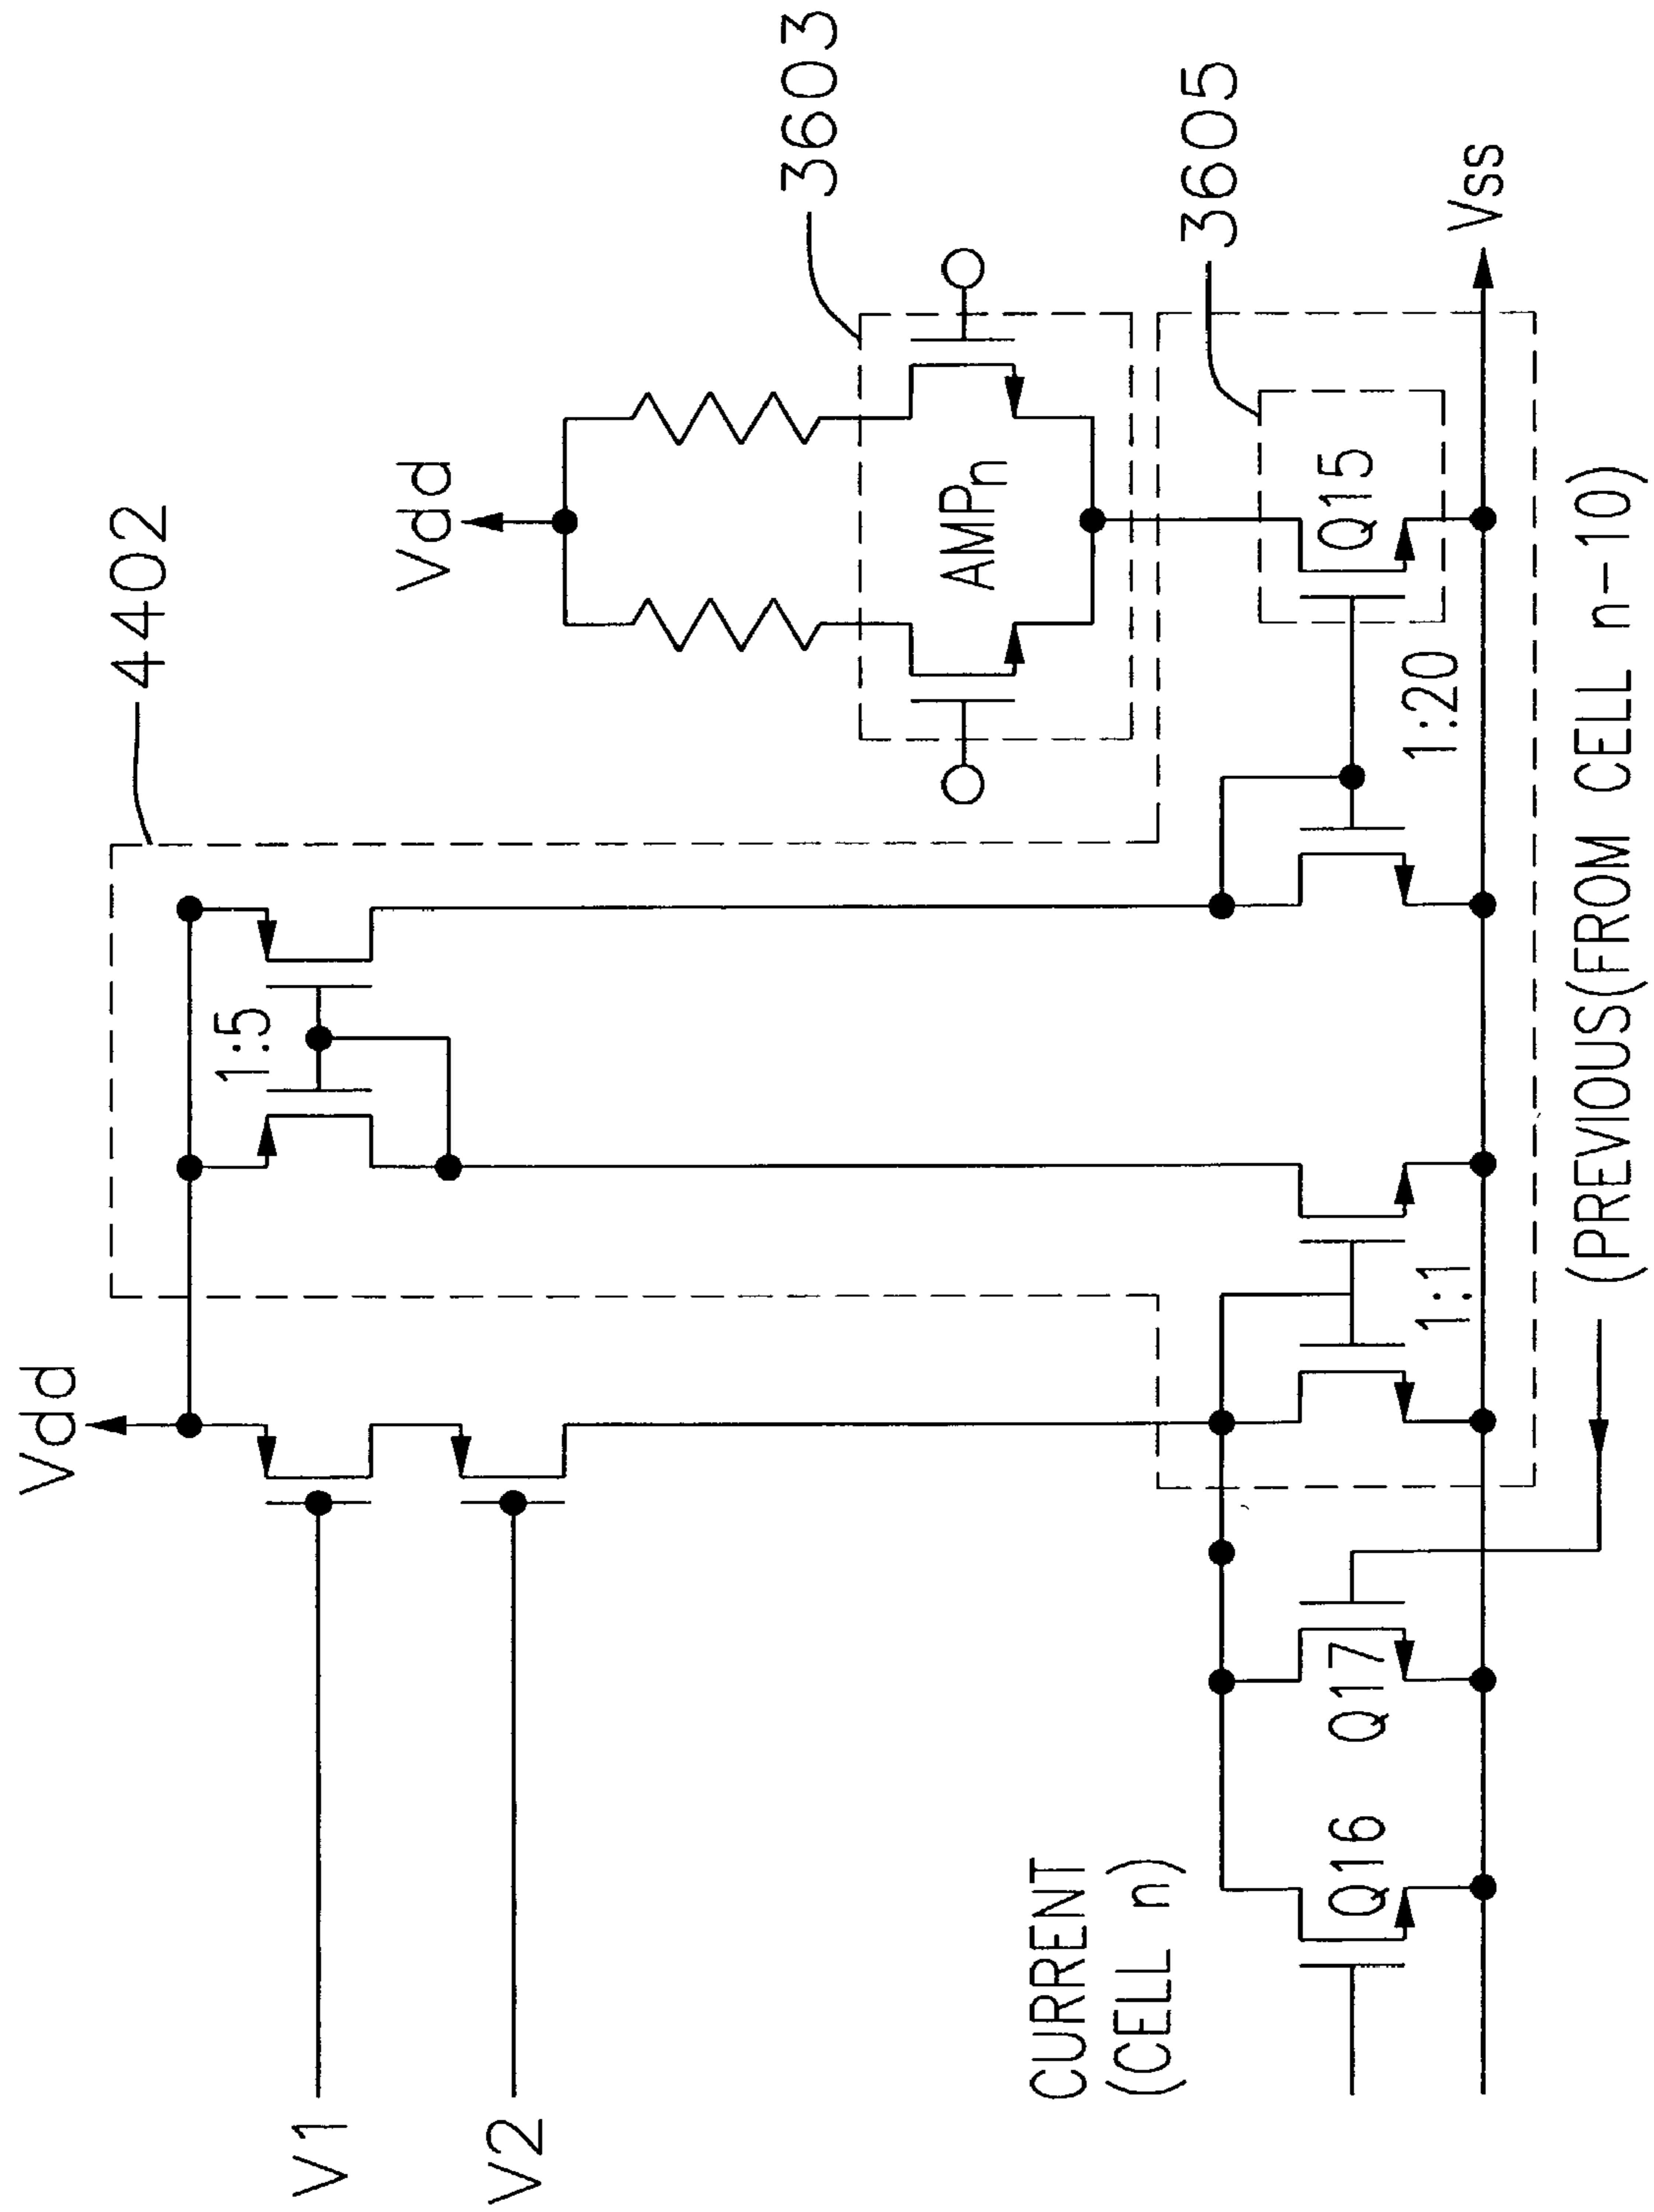 4402
Vdd
Vdd
3603
1:5
V1
V2
AMPn
3605
CURRENT
(CELL n)
Q16
Q17
1:1
1:20
Q15
Vss
(PREVIOUS(FROM CELL n-10)